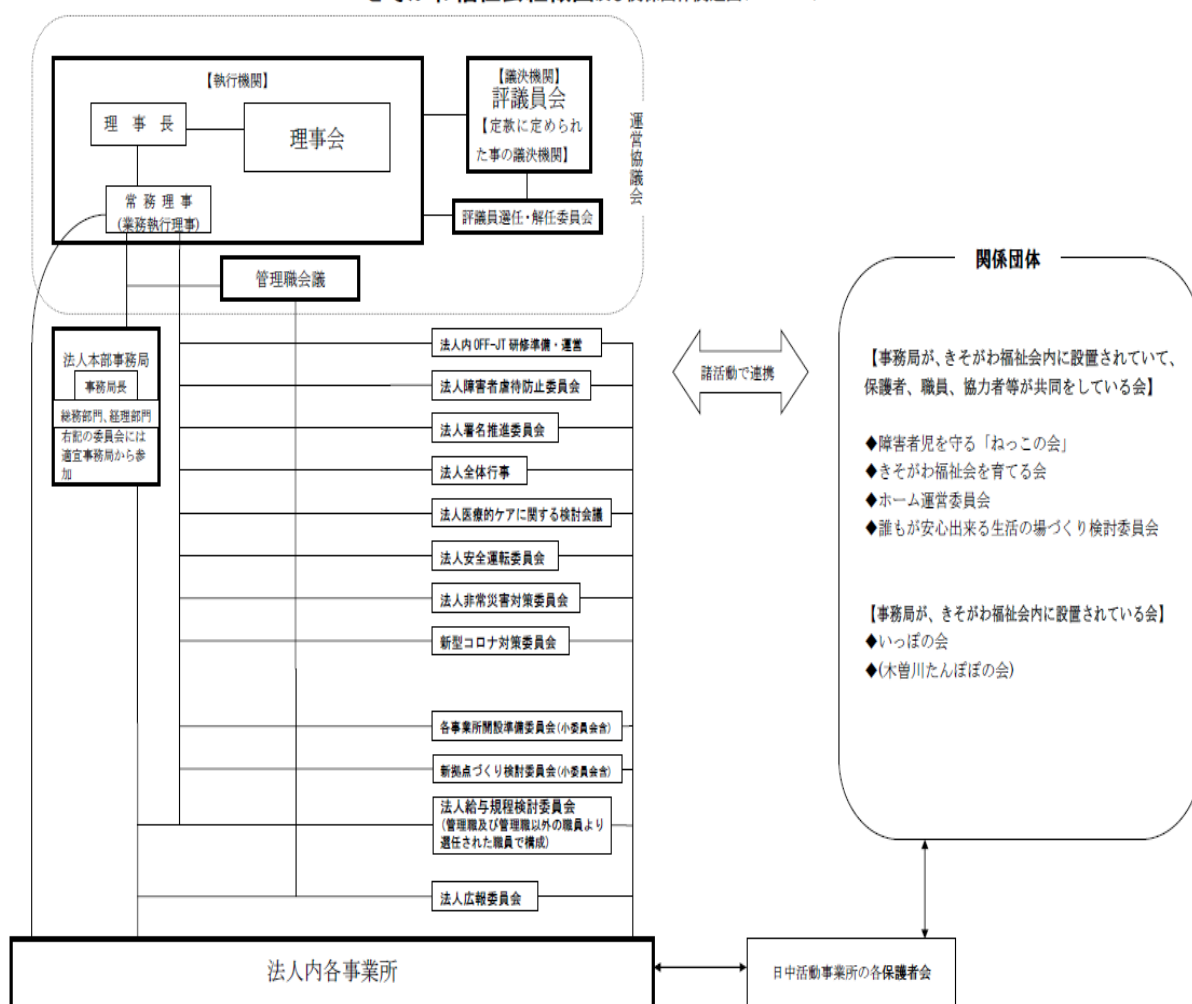 【執行機関】
理 事 長
理事会
常 務 理 事
(業務執行理事)
【議決機関】
評議員会
【定款に定められ
た事の議決機関】
評議員選任・解任委員会
運営協議会
管理職会議
法人本部事務局
事務局長
総務部門、経理部門
右記の委員会には
適宜事務局から参
加
法人内 OFF-JT 研修準備・運営
法人障害者虐待防止委員会
法人署名推進委員会
法人全体行事
法人医療的ケアに関する検討会議
法人安全運転委員会
法人非常災害対策委員会
新型コロナ対策委員会
各事業所開設準備委員会(小委員会含)
新拠点づくり検討委員会(小委員会含)
法人給与規程検討委員会
(管理職及び管理職以外の職員より
選任された職員で構成)
法人広報委員会
諸活動で連携
関係団体
【事務局が、きそがわ福祉会内に設置されていて、
保護者、職員、協力者等が共同をしている会】
◆障害者児を守る「ねっこの会」
◆きそがわ福祉会を育てる会
◆ホーム運営委員会
◆誰もが安心出来る生活の場づくり検討委員会
【事務局が、きそがわ福祉会内に設置されている会】
◆いっぽの会
◆(木曽川たんぽぽの会)
法人内各事業所
日中活動事業所の各保護者会